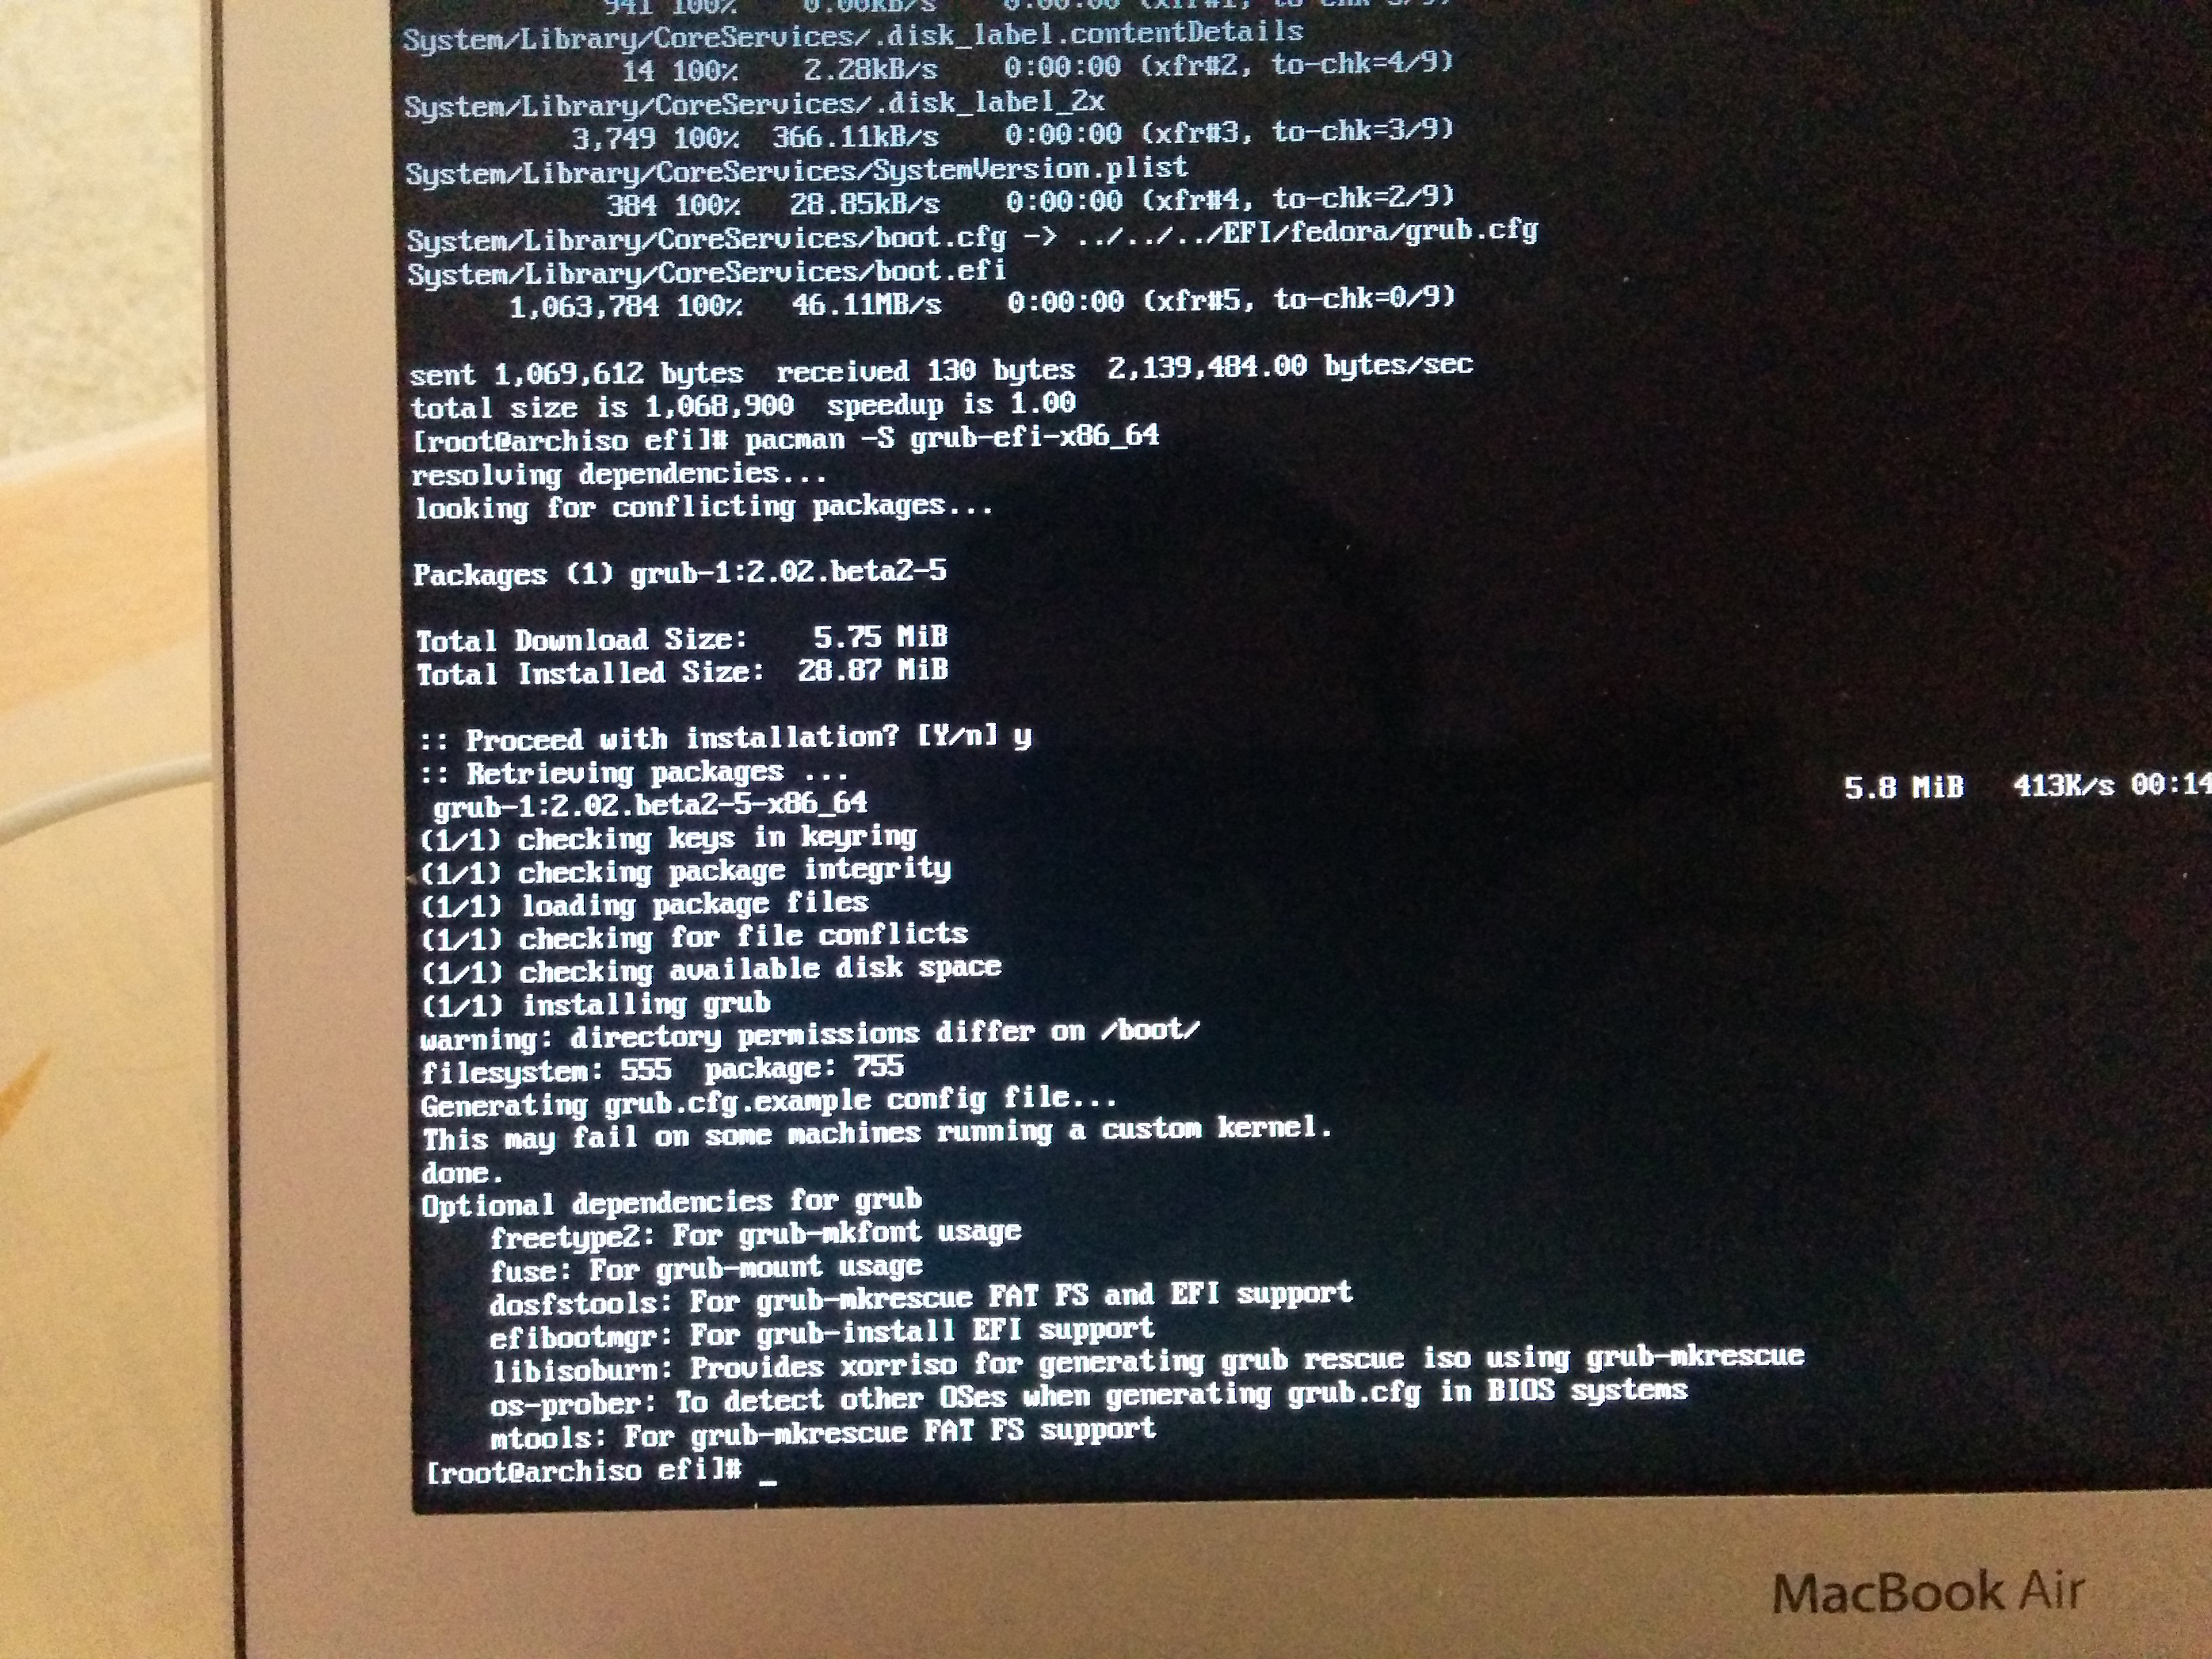 941 100% 0.00kB/s 0:00:00 (xfr#1, to-chk=5/9)
System/Library/CoreServices/.disk_label.contentDetails
14 100% 2.28kB/s 0:00:00 (xfr#2, to-chk=4/9)
System/Library/CoreServices/.disk_label_2x
3,749 100% 366.11kB/s 0:00:00 (xfr#3, to-chk=3/9)
System/Library/CoreServices/SystemVersion.plist
384 100% 28.85kB/s 0:00:00 (xfr#4, to-chk=2/9)
System/Library/CoreServices/boot.cfg -> ../../../EFI/fedora/grub.cfg
System/Library/CoreServices/boot.efi
1,063,784 100% 46.11MB/s 0:00:00 (xfr#5, to-chk=0/9)
sent 1,069,612 bytes received 130 bytes 2,139,484.00 bytes/sec
total size is 1,068,900 speedup is 1.00
[root@archiso efi]# pacman -S grub-efi-x86_64
resolving dependencies...
looking for conflicting packages...
Packages (1) grub-1:2.02.beta2-5
Total Download Size: 5.75 MiB
Total Installed Size: 28.87 MiB
:: Proceed with installation? [Y/n] y
:: Retrieving packages ...
grub-1:2.02.beta2-5-x86_64 5.8 MiB 413K/s 00:14
(1/1) checking keys in keyring
(1/1) checking package integrity
(1/1) loading package files
(1/1) checking for file conflicts
(1/1) checking available disk space
(1/1) installing grub
warning: directory permissions differ on /boot/
filesystem: 555 package: 755
Generating grub.cfg.example config file...
This may fail on some machines running a custom kernel.
done.
Optional dependencies for grub
freetype2: For grub-mkfont usage
fuse: For grub-mount usage
dosfstools: For grub-mkrescue FAT FS and EFI support
efibootmgr: For grub-install EFI support
libisoburn: Provides xorriso for generating grub rescue iso using grub-mkrescue
os-prober: To detect other OSes when generating grub.cfg in BIOS systems
mtools: For grub-mkrescue FAT FS support
[root@archiso efi]# _
MacBook Air